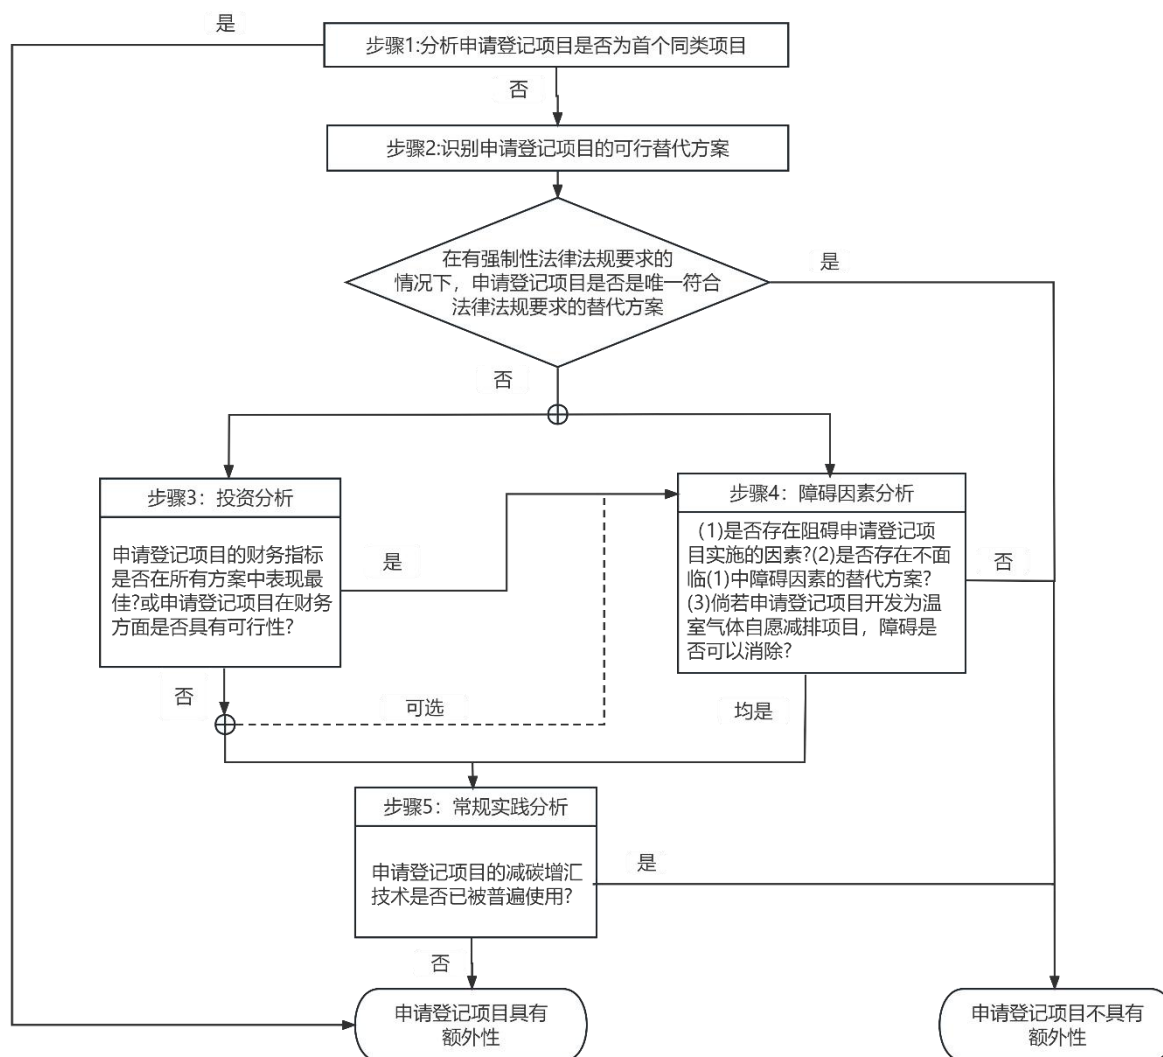 是
步骤1:分析申请登记项目是否为首个同类项目
否
步骤2:识别申请登记项目的可行替代方案
在有强制性法律法规要求的
情况下，申请登记项目是否是唯一符合
法律法规要求的替代方案
是
否
步骤3：投资分析
申请登记项目的财务指标
是否在所有方案中表现最
佳?或申请登记项目在财务
方面是否具有可行性?
是
步骤4：障碍因素分析
(1)是否存在阻碍申请登记项
目实施的因素?(2)是否存在不面
临(1)中障碍因素的替代方案?
(3)倘若申请登记项目开发为温
室气体自愿减排项目，障碍是
否可以消除?
否
否
可选
均是
步骤5：常规实践分析
申请登记项目的减碳增汇
技术是否已被普遍使用?
是
否
申请登记项目具有
额外性
申请登记项目不具有
额外性